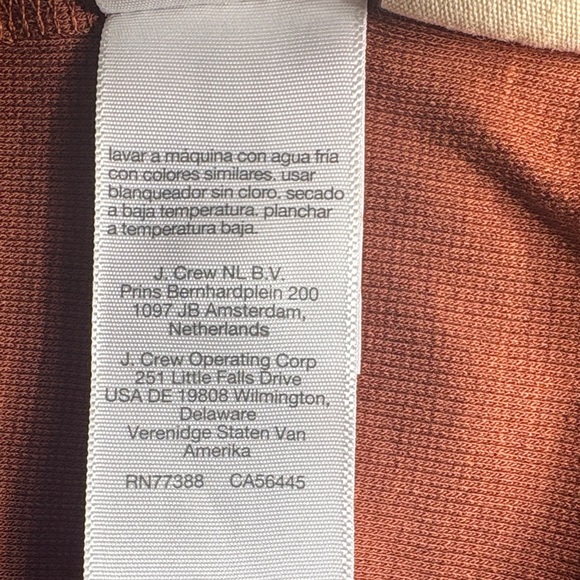 lavar a máquina con agua fría
con colores similares. usar
blanqueador sin cloro. secado
a baja temperatura. planchar
a temperatura baja.
J. Crew NL B.V.
Prins Bernhardplein 200
1097 JB Amsterdam,
Netherlands
J. Crew Operating Corp
251 Little Falls Drive
USA DE 19808 Wilmington,
Delaware
Verenidge Staten Van
Amerika
RN77388 CA56445